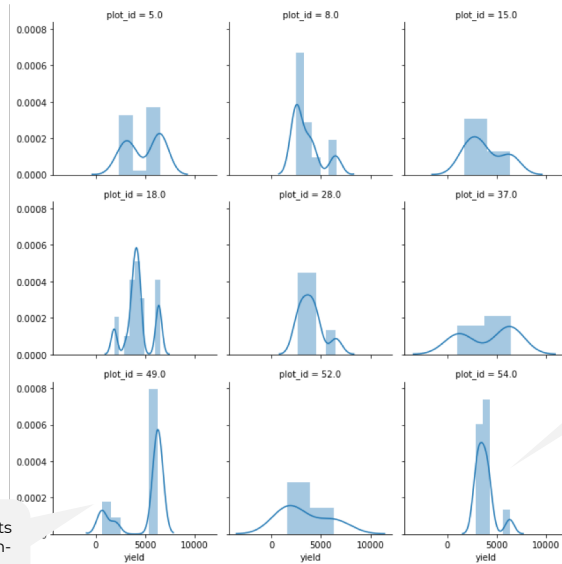 plot_id = 5.0 plot_id = 8.0 plot_id = 15.0
0.0008
0.0006
0.0004
0.0002
0.0000
plot_id = 18.0 plot_id = 28.0 plot_id = 37.0
0.0008
0.0006
0.0004
0.0002
0.0000
plot_id = 49.0 plot_id = 52.0 plot_id = 54.0
0.0008
0.0006
0.0004
0.0002
ts
n-
0 5000 10000 0 5000 10000 0 5000 10000
yield yield yield